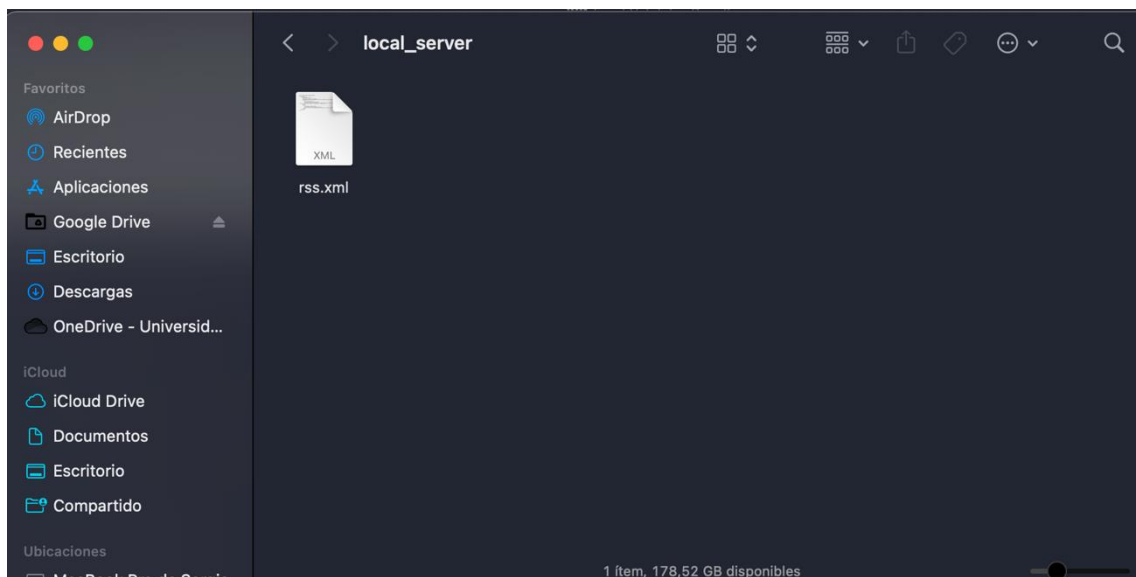 local_server
Favoritos
AirDrop
Recientes
Aplicaciones
Google Drive
Escritorio
Descargas
OneDrive - Universid...
iCloud
iCloud Drive
Documentos
Escritorio
Compartido
Ubicaciones
XML
rss.xml
1 ítem, 178,52 GB disponibles